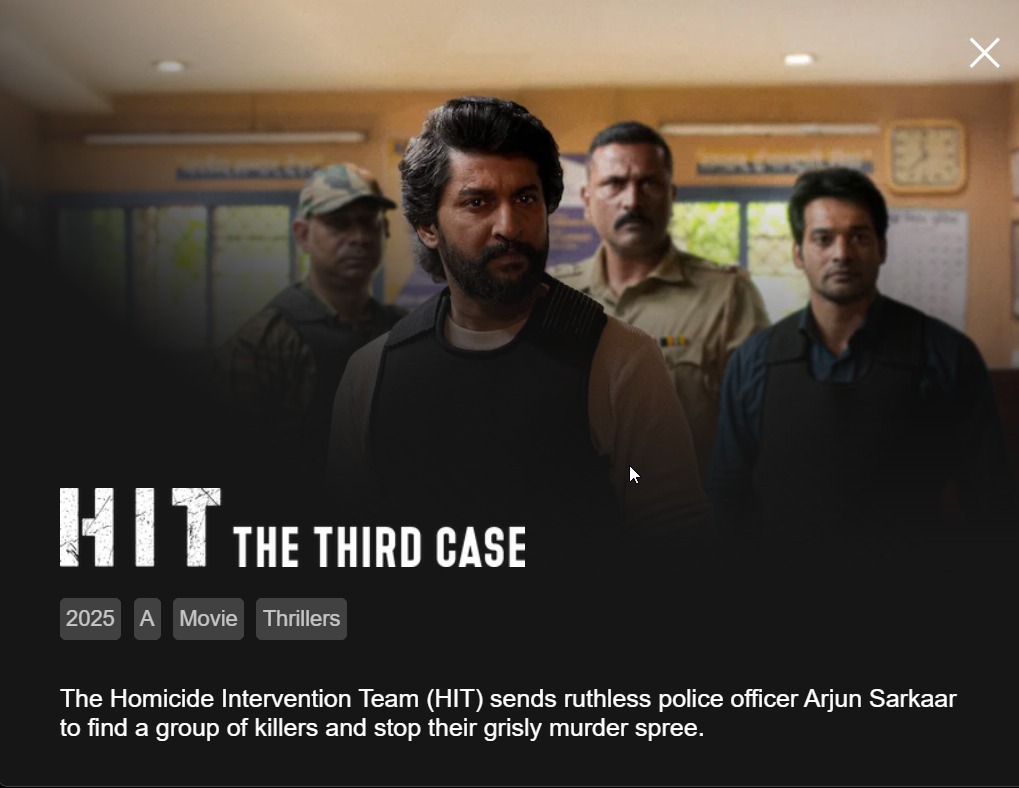 HIT THE THIRD CASE
2025 A Movie Thrillers
The Homicide Intervention Team (HIT) sends ruthless police officer Arjun Sarkaar
to find a group of killers and stop their grisly murder spree.